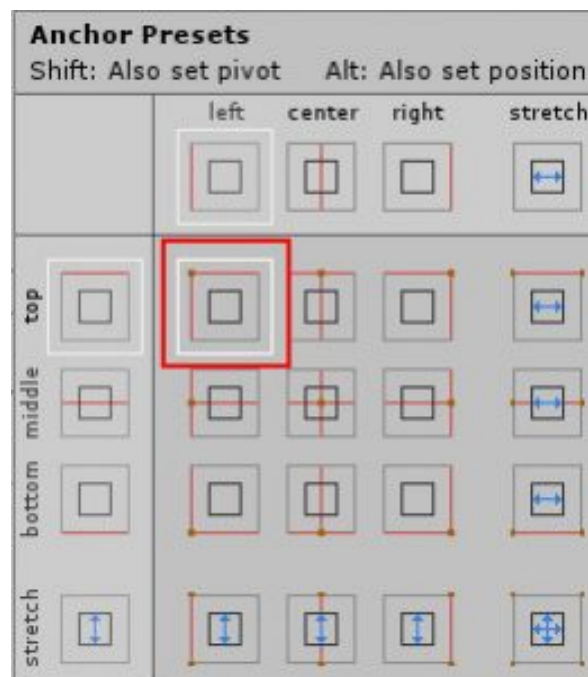 Anchor Presets
Shift: Also set pivot Alt: Also set position
left center right stretch
top
middle
bottom
stretch